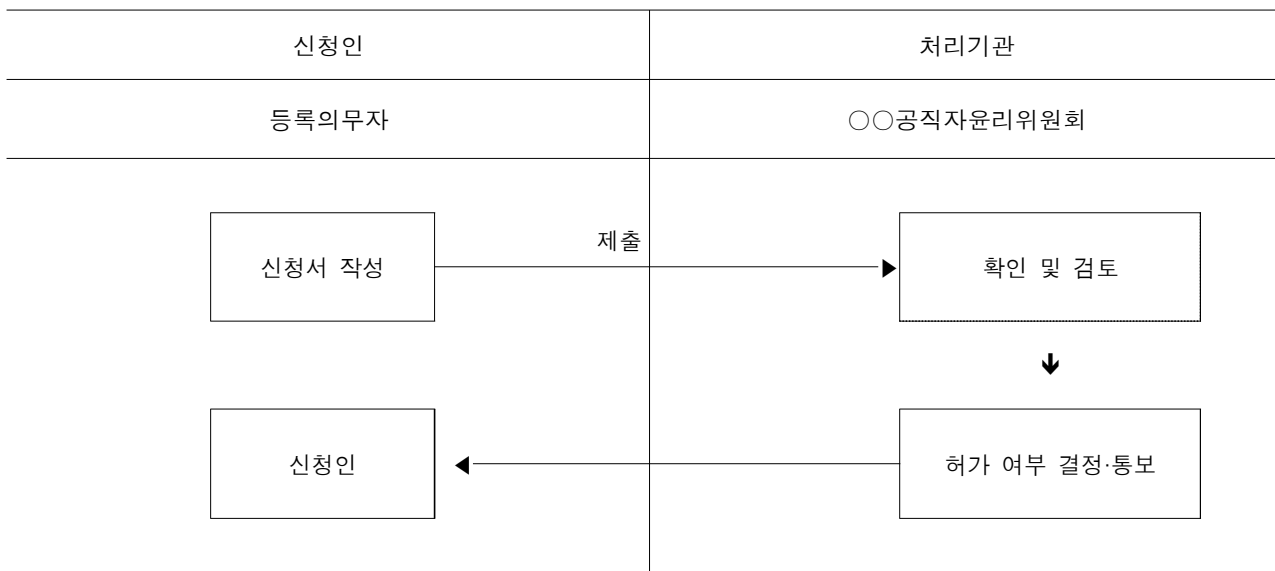 신청인
처리기관
등록의무자
○○공직자윤리위원회
제출
신청서 작성
확인 및 검토
신청인
허가 여부 결정·통보